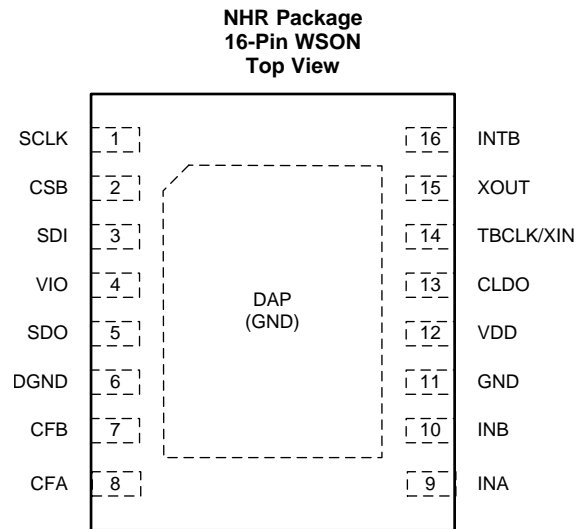 NHR Package
16-Pin WSON
Top View
SCLK 1 16 INTB
CSB 2 15 XOUT
SDI 3 14 TBCLK/XIN
VIO 4 13 CLDO
DAP
(GND)
SDO 5 12 VDD
DGND 6 11 GND
CFB 7 10 INB
CFA 8 9 INA